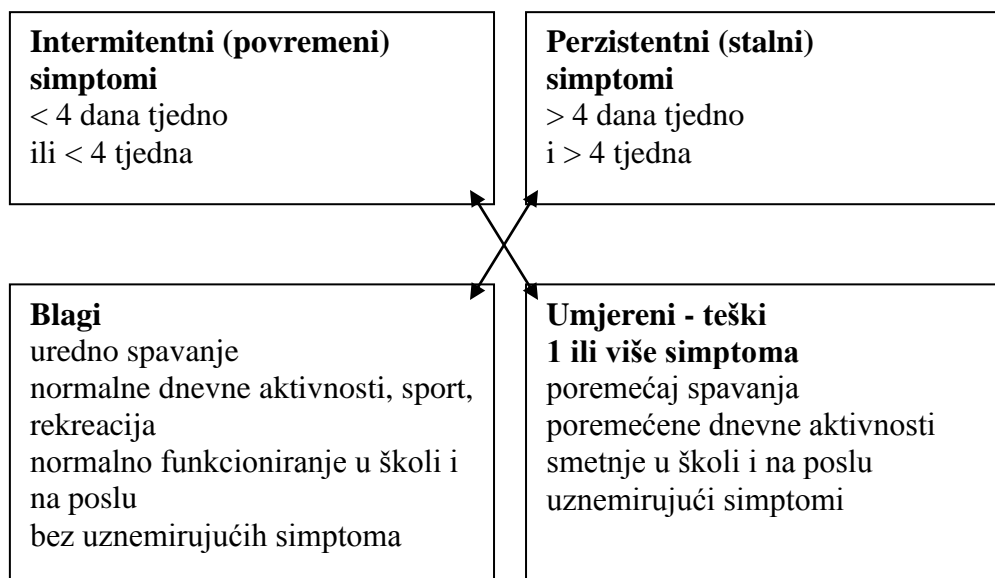 Intermitentni (povremeni)
simptomi
< 4 dana tjedno
ili < 4 tjedna
Perzistentni (stalni)
simptomi
> 4 dana tjedno
i > 4 tjedna
Blagi
uredno spavanje
normalne dnevne aktivnosti, sport,
rekreacija
normalno funkcioniranje u školi i
na poslu
bez uznemirujućih simptoma
Umjereni - teški
1 ili više simptoma
poremećaj spavanja
poremećene dnevne aktivnosti
smetnje u školi i na poslu
uznemirujući simptomi